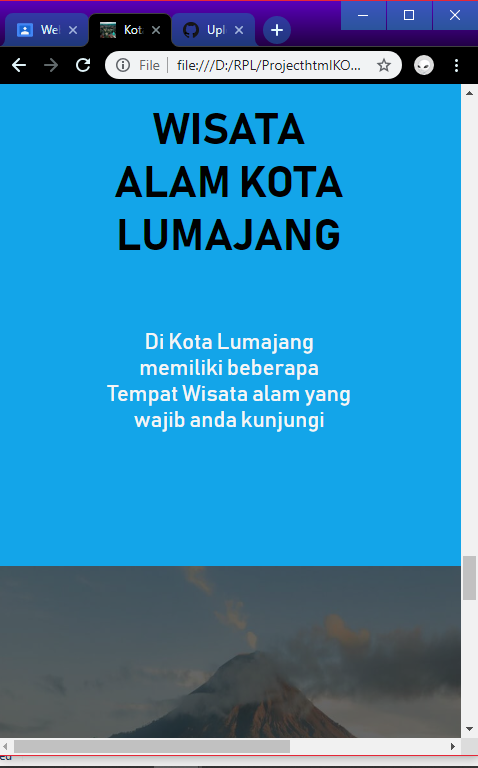 Wel
Kot
Upl
File
file:///D:/RPL/ProjecthtmlKO...
WISATA
ALAM KOTA
LUMAJANG
Di Kota Lumajang
memiliki beberapa
Tempat Wisata alam yang
wajib anda kunjungi
ed